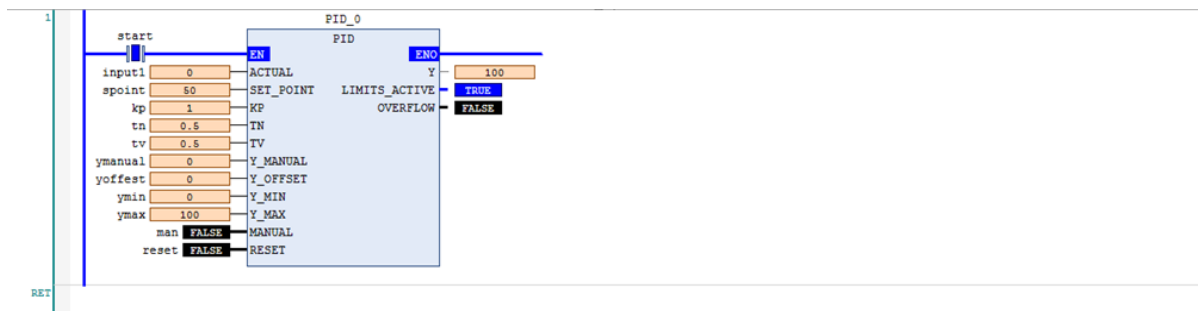 1 PID_0
start PID
EN ENO
input1 0 ACTUAL Y 100
spoint 50 SET_POINT LIMITS_ACTIVE TRUE
kp 1 KP OVERFLOW FALSE
tn 0.5 TN
tv 0.5 TV
ymanual 0 Y_MANUAL
yoffest 0 Y_OFFSET
ymin 0 Y_MIN
ymax 100 Y_MAX
man FALSE MANUAL
reset FALSE RESET
RET